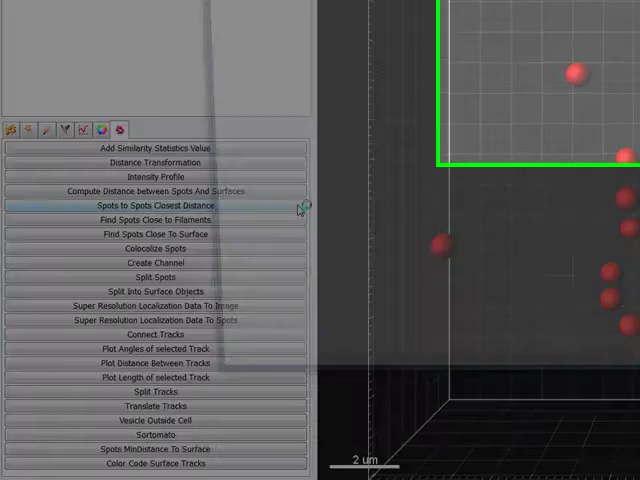 Add Similarity Statistics Value
Distance Transformation
Intensity Profile
Compute Distance between Spots And Surfaces
Spots to Spots Closest Distance
Find Spots Close to Filaments
Find Spots Close To Surface
Colocalize Spots
Create Channel
Split Spots
Split Into Surface Objects
Super Resolution Localization Data To Image
Super Resolution Localization Data To Spots
Connect Tracks
Plot Angles of selected Track
Plot Distance Between Tracks
Plot Length of selected Track
Split Tracks
Translate Tracks
Vesicle Outside Cell
Sortomato
Spots MinDistance To Surface
Color Code Surface Tracks
2 um